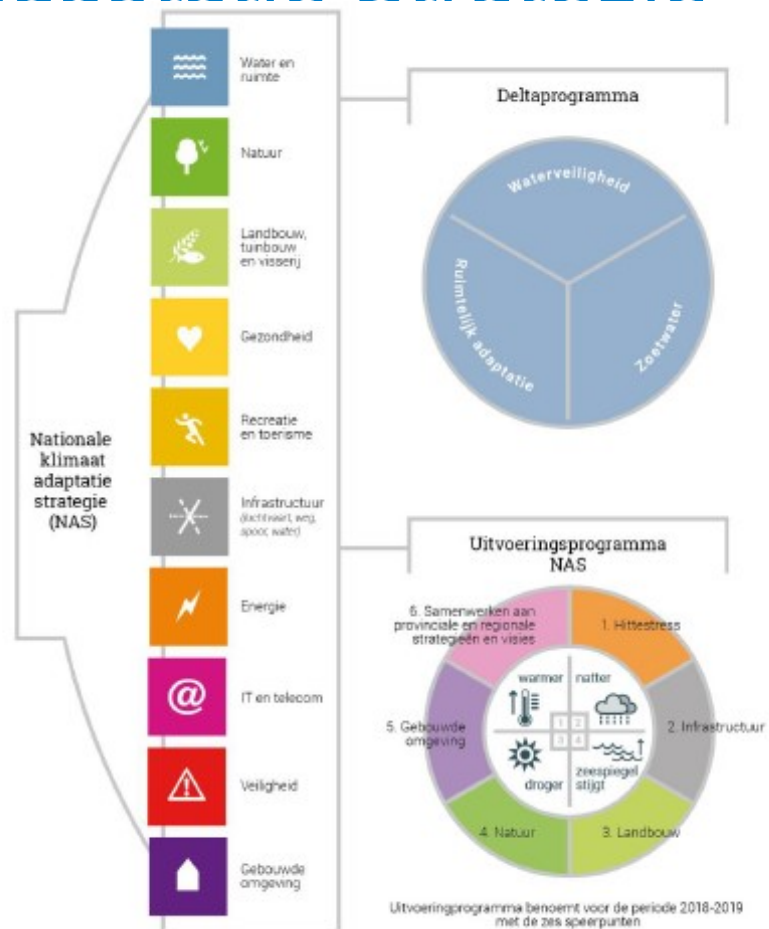 Water en
ruimte
Natuur
Landbouw,
tuinbouw
en visserij
Gezondheid
Recreatie
en toerisme
Infrastructuur
(luchtvaart, weg,
spoor, water)
Energie
@
IT en telecom
Veiligheid
Gebouwde
omgeving
Nationale
klimaat
adaptatie
strategie
(NAS)
Deltaprogramma
Waterveiligheid
Ruimtelijk adaptatie
Zoetwater
Uitvoeringsprogramma
NAS
6. Samenwerken aan
provinciale en regionale
strategieën en visies
1. Hittestress
2. Infrastructuur
3. Landbouw
4. Natuur
5. Gebouwde
omgeving
warmer
natter
1 2
3 4
droger
zeespiegel
stijgt
Uitvoeringprogramma benoemt voor de periode 2018-2019
met de zes speerpunten